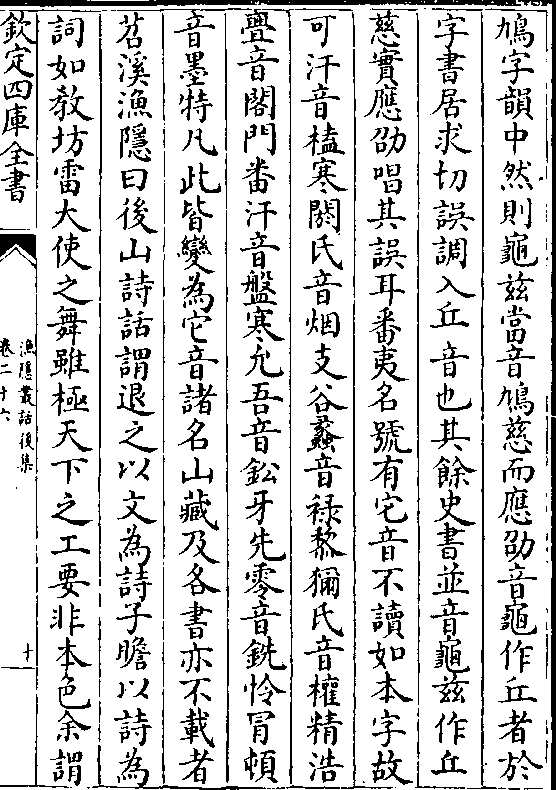 鳩字韻中然則龜茲當音鳩慈而應劭音龜作丘者於
字書居求切誤調入丘音也其餘史書並音龜茲作丘
慈實應劭唱其誤耳番夷名號有它音不讀如本字故
可汗音榼寒閼氏音烟支谷蠡音祿黎獮氏音權精浩
亹音閣門番汗音盤寒允吾音鈆牙先零音銑怜冒頓
音墨特凡此皆變為它音諸名山藏及各書亦不載者
苕溪漁隱曰後山詩話謂退之以文為詩子瞻以詩為
詞如敎坊雷大使之舞雖極天下之工要非本色余謂
欽定四庫全書
漁隱叢話後集
卷二十六
十